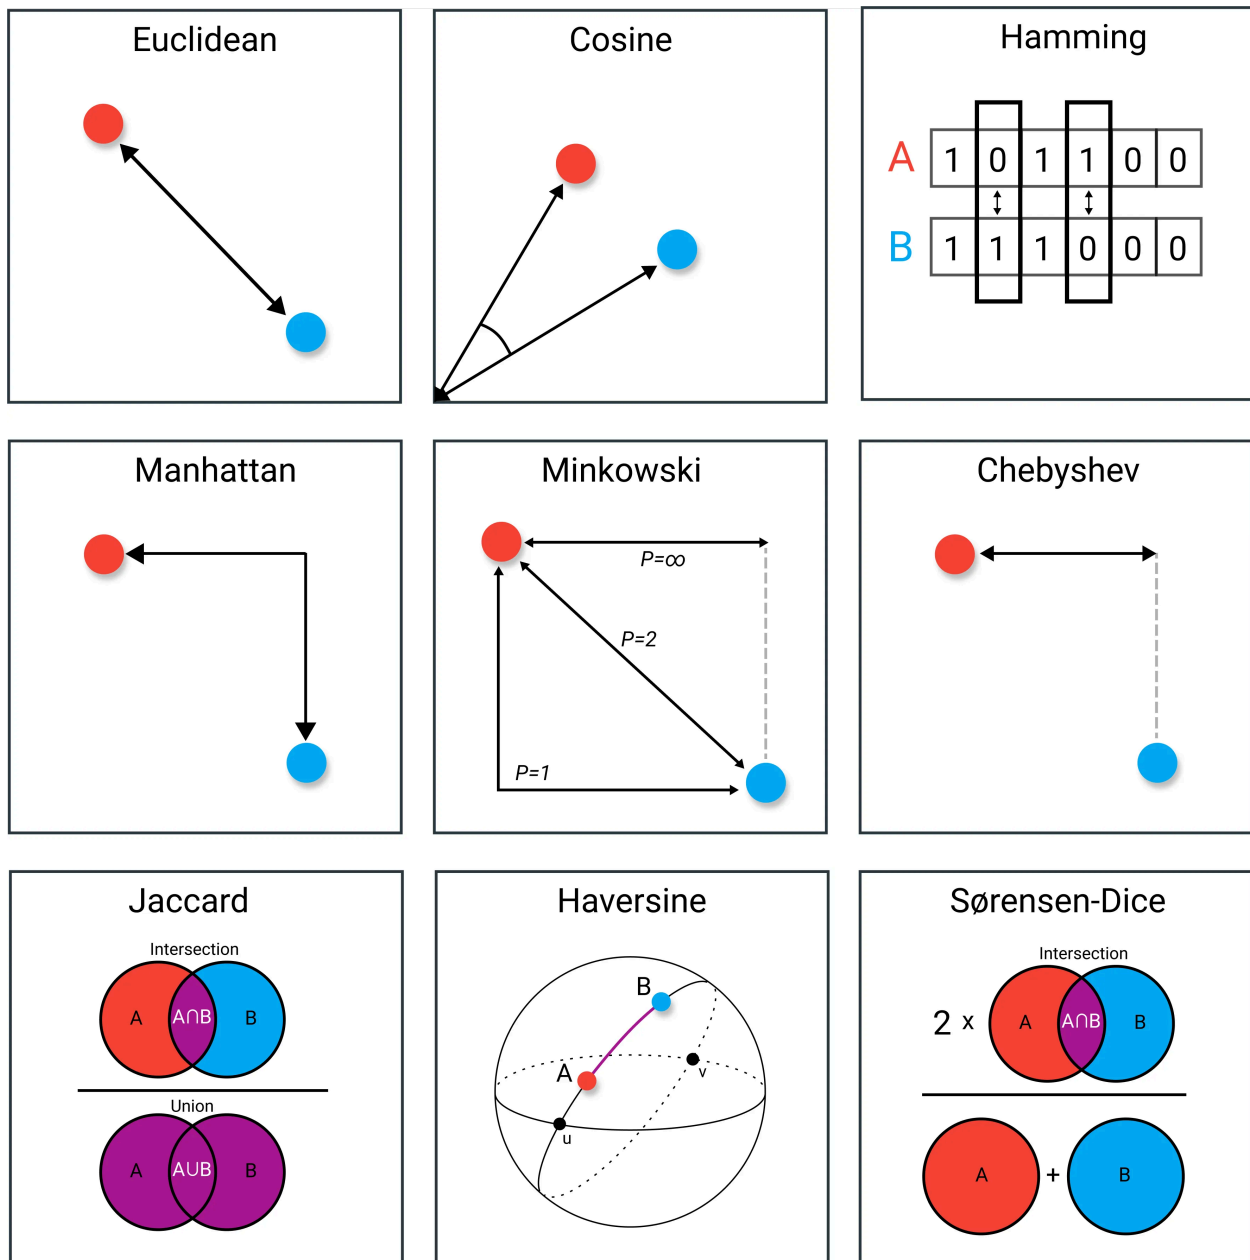 Euclidean
Cosine
Hamming
A 1 0 1 1 0 0
B 1 1 1 0 0 0
Manhattan
Minkowski
P=∞
P=2
P=1
Chebyshev
Jaccard
Intersection
A A∩B B
Union
A A∪B B
Haversine
B
A
v
u
Sørensen-Dice
Intersection
2 x A A∩B B
A + B